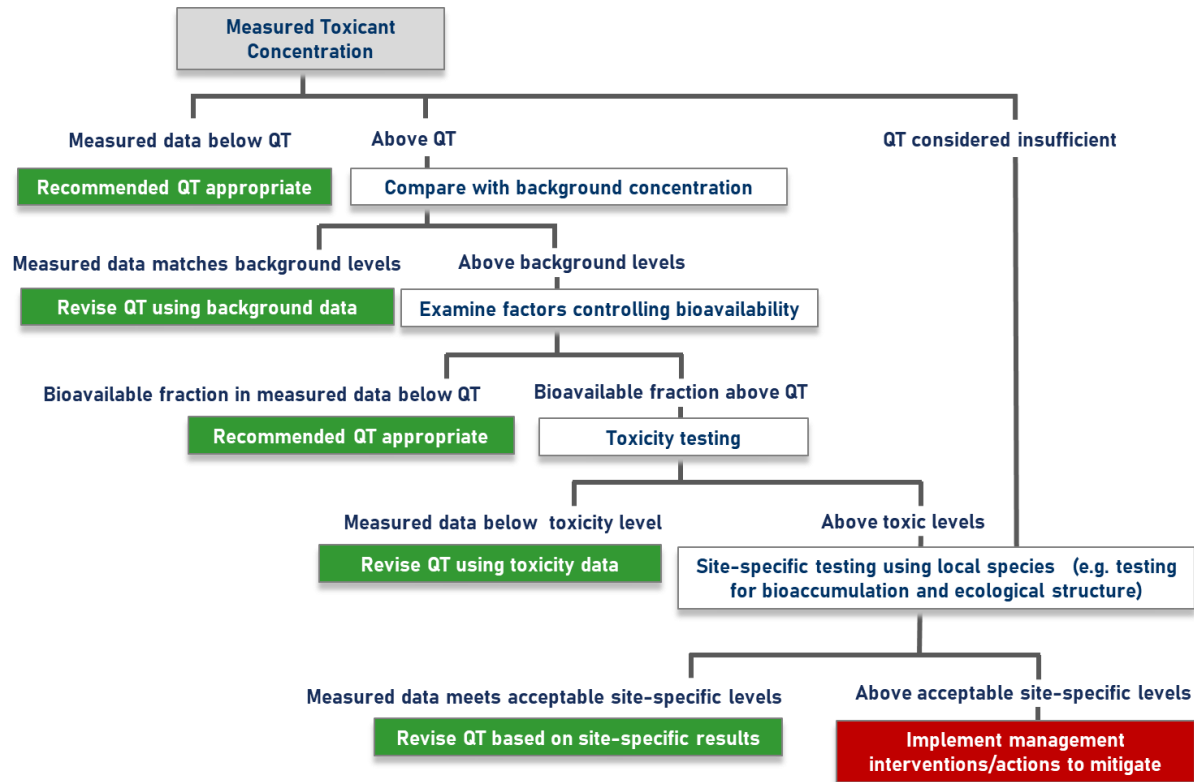 Measured Toxicant
Concentration
Measured data below QT
Above QT
QT considered insufficient
Recommended QT appropriate
Compare with background concentration
Measured data matches background levels
Above background levels
Revise QT using background data
Examine factors controlling bioavailability
Bioavailable fraction in measured data below QT
Bioavailable fraction above QT
Recommended QT appropriate
Toxicity testing
Measured data below toxicity level
Above toxic levels
Revise QT using toxicity data
Site-specific testing using local species (e.g. testing
for bioaccumulation and ecological structure)
Measured data meets acceptable site-specific levels
Above acceptable site-specific levels
Revise QT based on site-specific results
Implement management
interventions/actions to mitigate